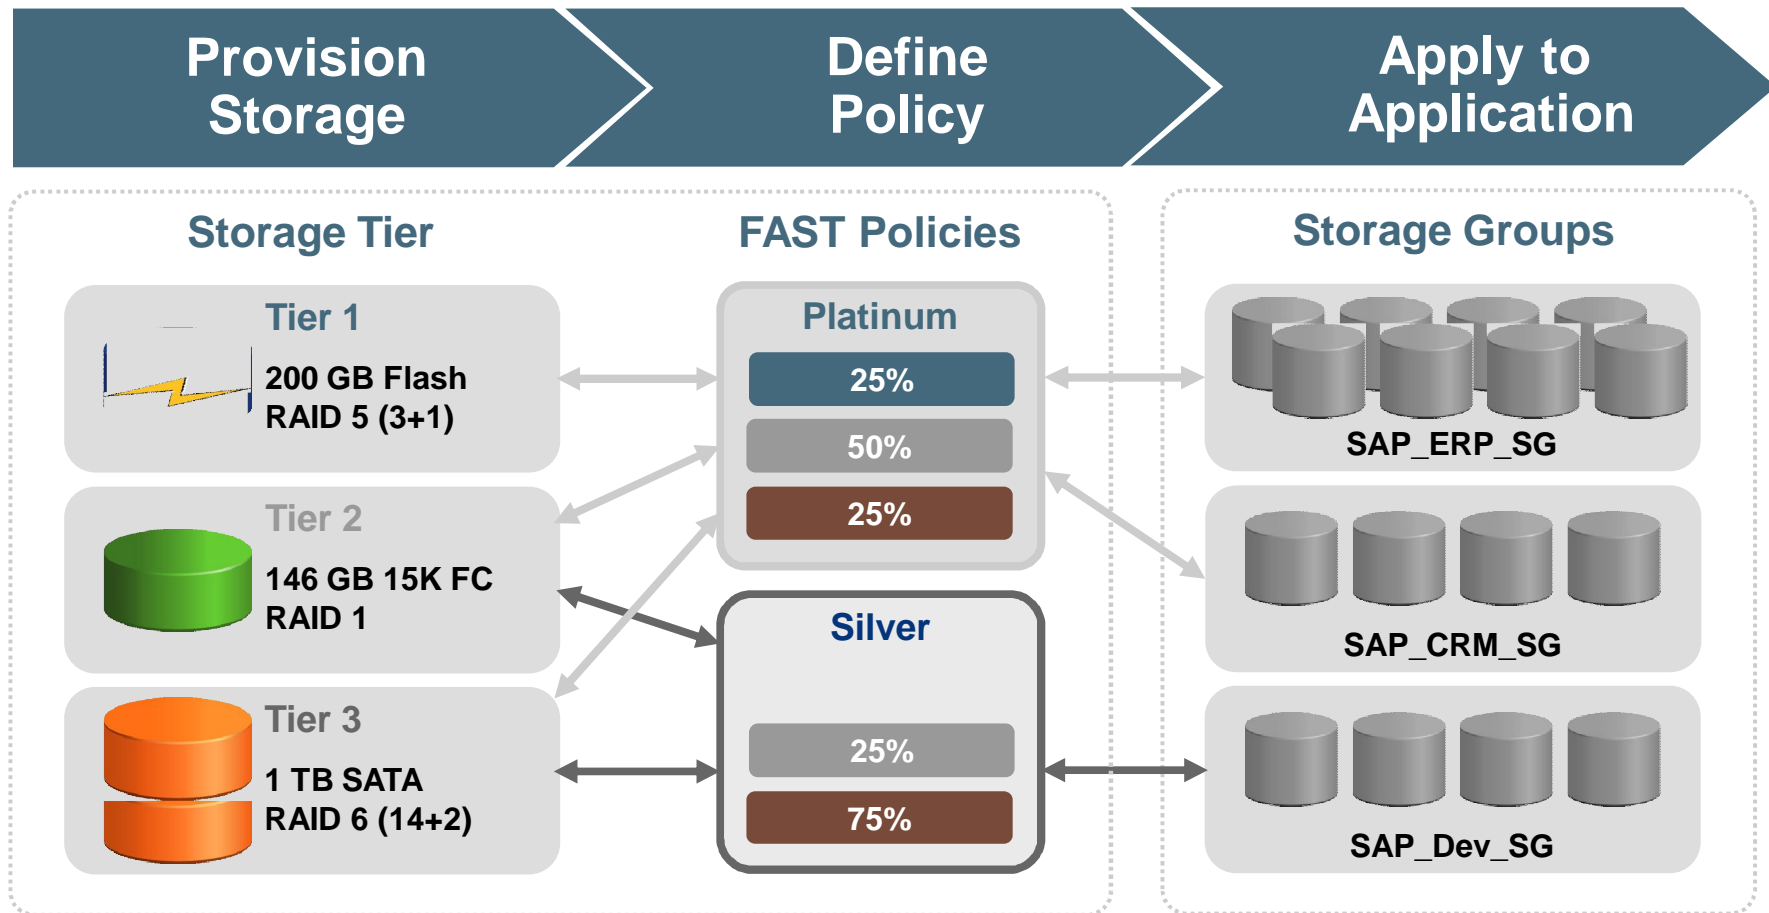 Provision
Storage
Define
Policy
Apply to
Application
Storage Tier
Tier 1
200 GB Flash
RAID 5 (3+1)
Tier 2
146 GB 15K FC
RAID 1
Tier 3
1 TB SATA
RAID 6 (14+2)
FAST Policies
Platinum
25%
50%
25%
Silver
25%
75%
Storage Groups
SAP_ERP_SG
SAP_CRM_SG
SAP_Dev_SG